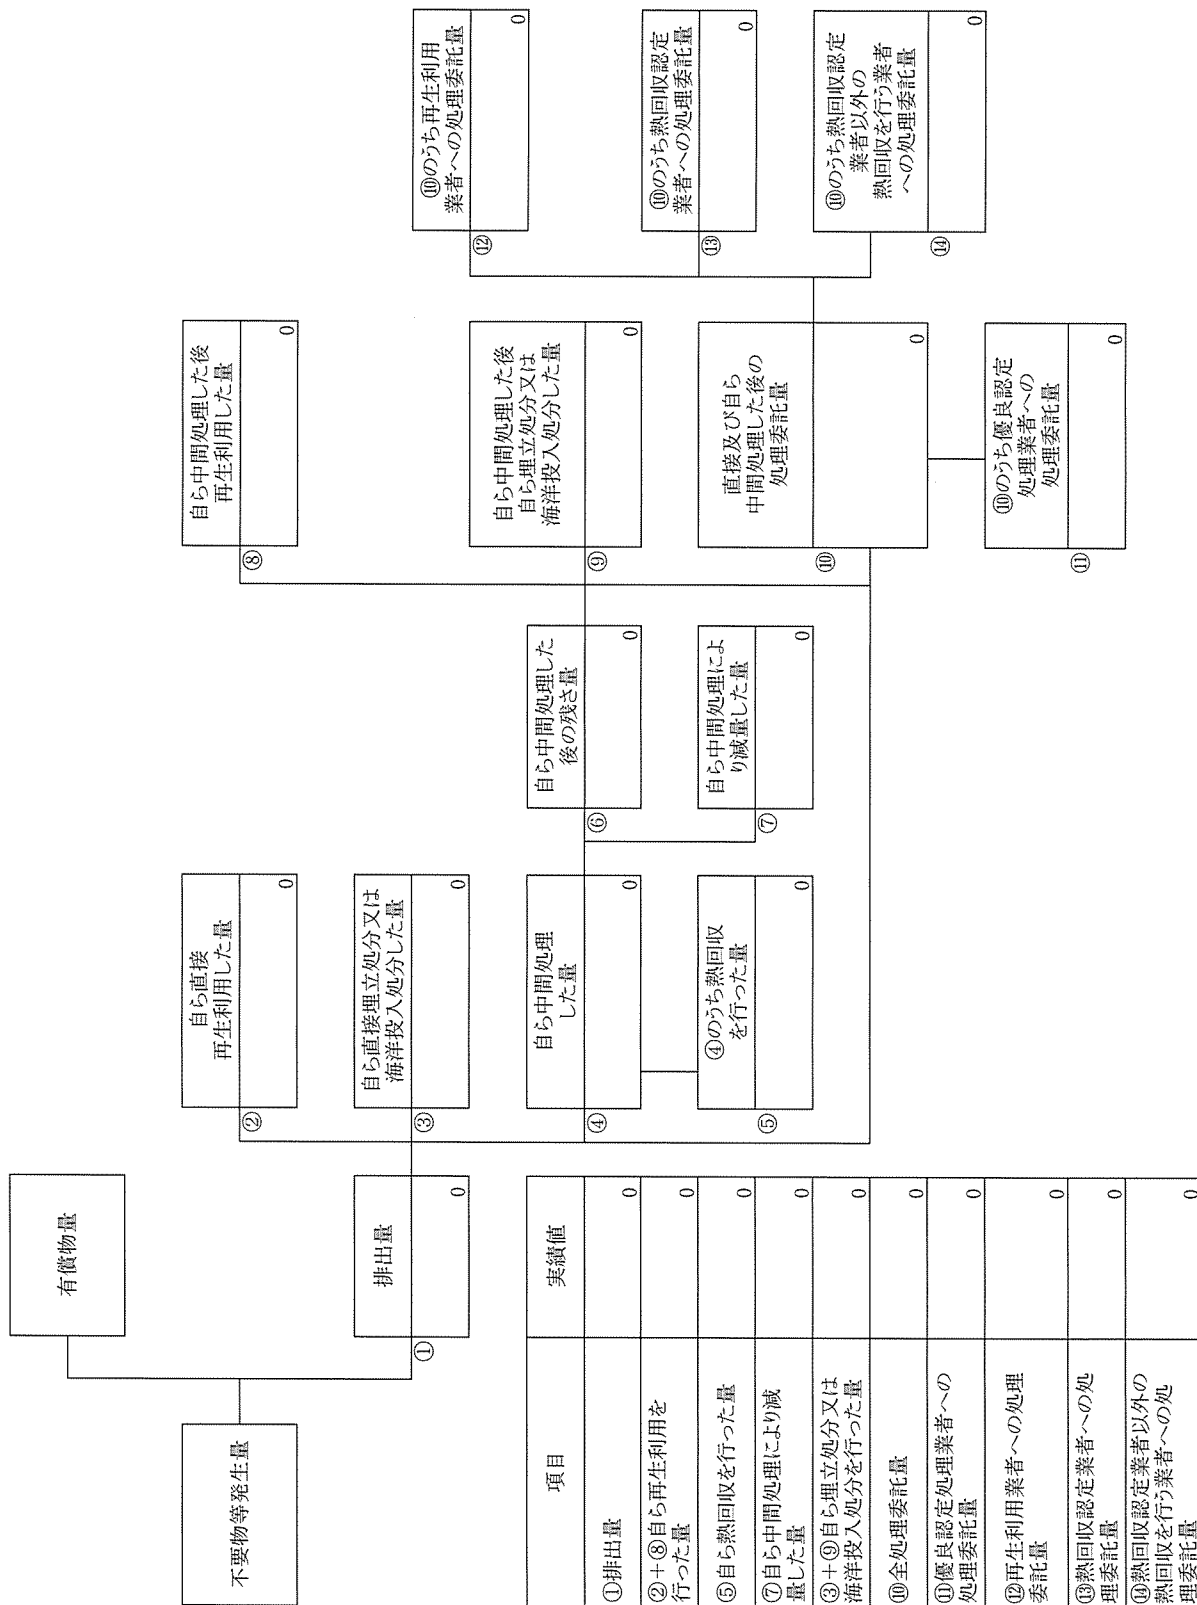 不要物等発生量
有償物量
①
排出量
0
②
自ら直接
再生利用した量
0
③
自ら直接埋立処分又は
海洋投入処分した量
0
④
自ら中間処理
した量
0
⑤
④のうち熱回収
を行った量
0
⑥
自ら中間処理した
後の残さ量
0
⑦
自ら中間処理によ
り減量した量
0
⑧
自ら中間処理した後
再生利用した量
0
⑨
自ら中間処理した後
自ら埋立処分又は
海洋投入処分した量
0
⑩
直接及び自ら
中間処理した後の
処理委託量
0
⑪
⑩のうち優良認定
処理業者への
処理委託量
0
⑫
⑩のうち再生利用
業者への処理委託量
0
⑬
⑩のうち熱回収認定
業者への処理委託量
0
⑭
⑩のうち熱回収認定
業者以外の
熱回収を行う業者
への処理委託量
0
項目
実績値
①排出量
0
②+⑧自ら再生利用を
行った量
0
⑤自ら熱回収を行った量
0
⑦自ら中間処理により減
量した量
0
③+⑨自ら埋立処分又は
海洋投入処分を行った量
0
⑩全処理委託量
0
⑪優良認定処理業者への
処理委託量
0
⑫再生利用業者への処理
委託量
0
⑬熱回収認定業者への処
理委託量
0
⑭熱回収認定業者以外の
熱回収を行う業者への処
理委託量
0